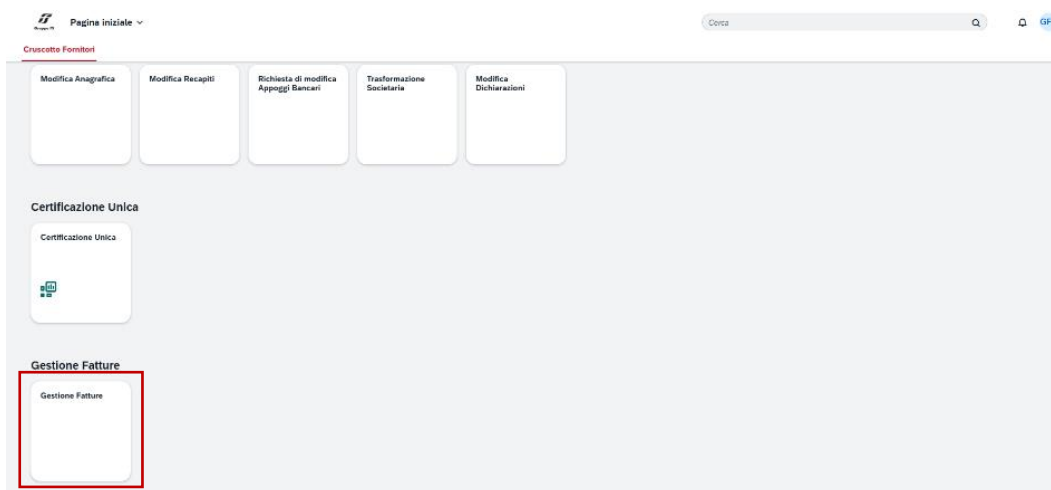 Pagina iniziale
Cerca
GF
Cruscotto Fornitori
Modifica Anagrafica
Modifica Recapiti
Richiesta di modifica
Appoggi Bancari
Trasformazione
Societaria
Modifica
Dichiarazioni
Certificazione Unica
Certificazione Unica
Gestione Fatture
Gestione Fatture